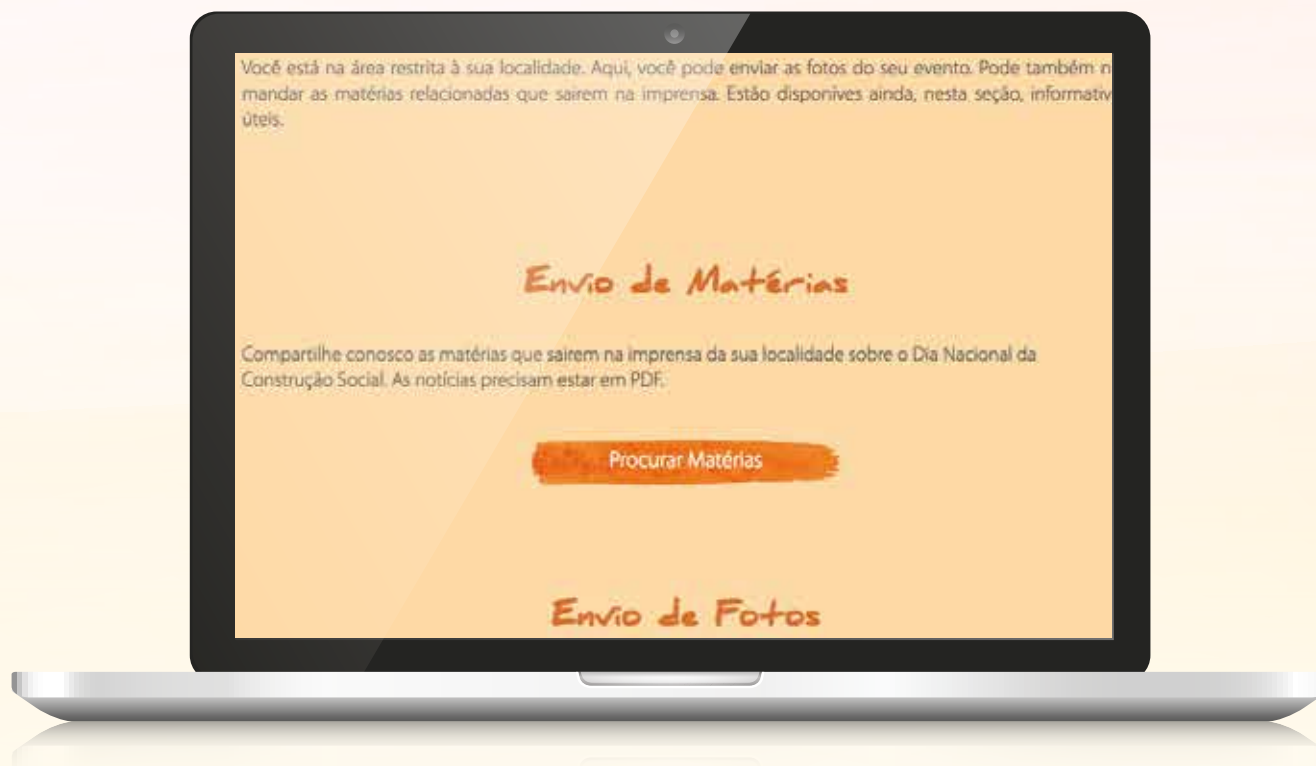 Você está na área restrita à sua localidade. Aqui, você pode enviar as fotos do seu evento. Pode também n
mandar as matérias relacionadas que sairem na imprensa. Estão disponíves ainda, nesta seção, informativ
úteis.
Envio de Matérias
Compartilhe conosco as matérias que sairem na imprensa da sua localidade sobre o Dia Nacional da
Construção Social. As notícias precisam estar em PDF.
Procurar Matérias
Envio de Fotos